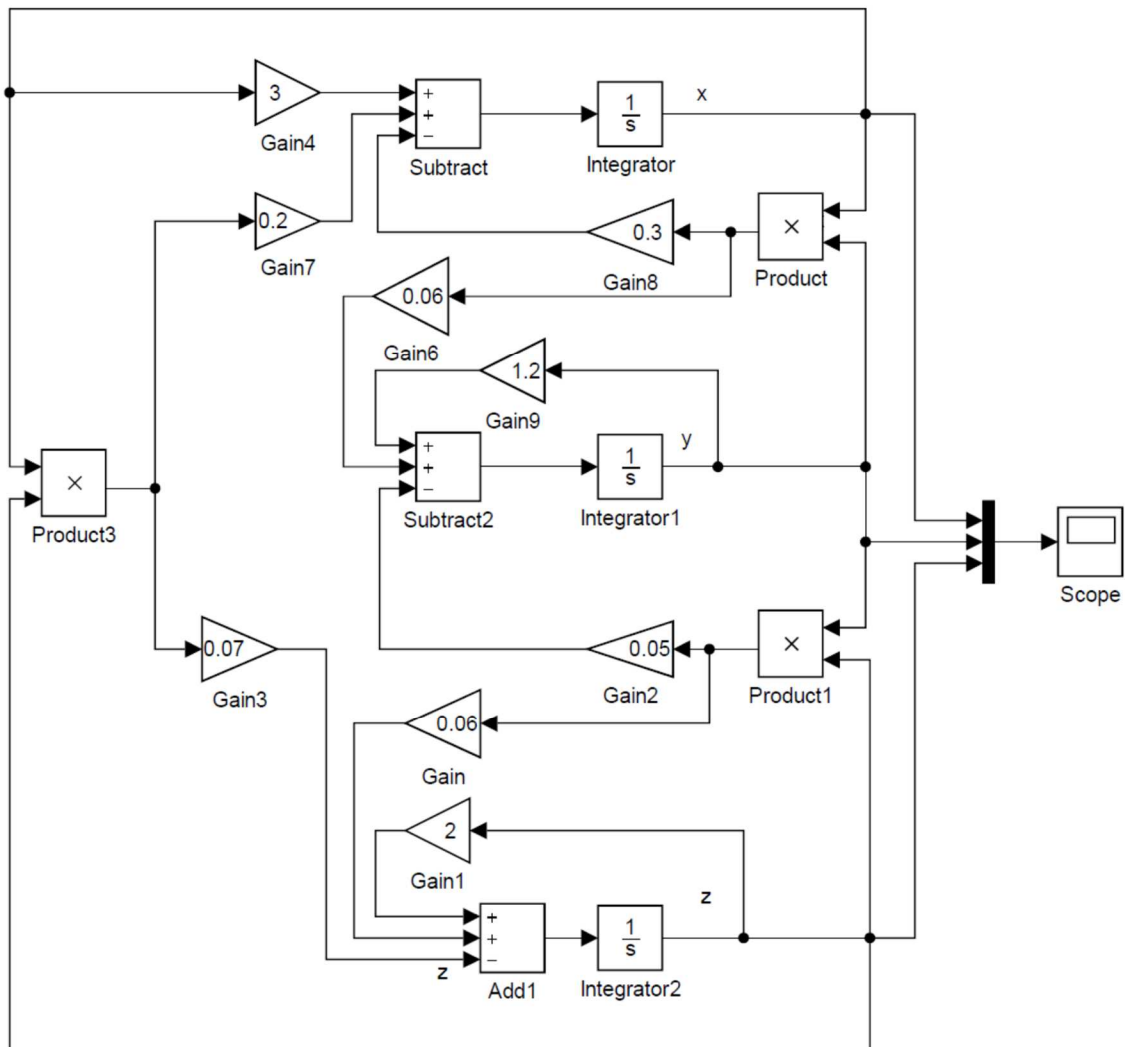 3
Gain4
+
+
−
Subtract
1
s
Integrator
x
0.2
Gain7
0.3
Gain8
×
Product
0.06
Gain6
1.2
Gain9
+
+
−
Subtract2
1
s
Integrator1
y
×
Product3
Scope
0.07
Gain3
0.05
Gain2
×
Product1
0.06
Gain
2
Gain1
+
+
−
z
Add1
1
s
Integrator2
z